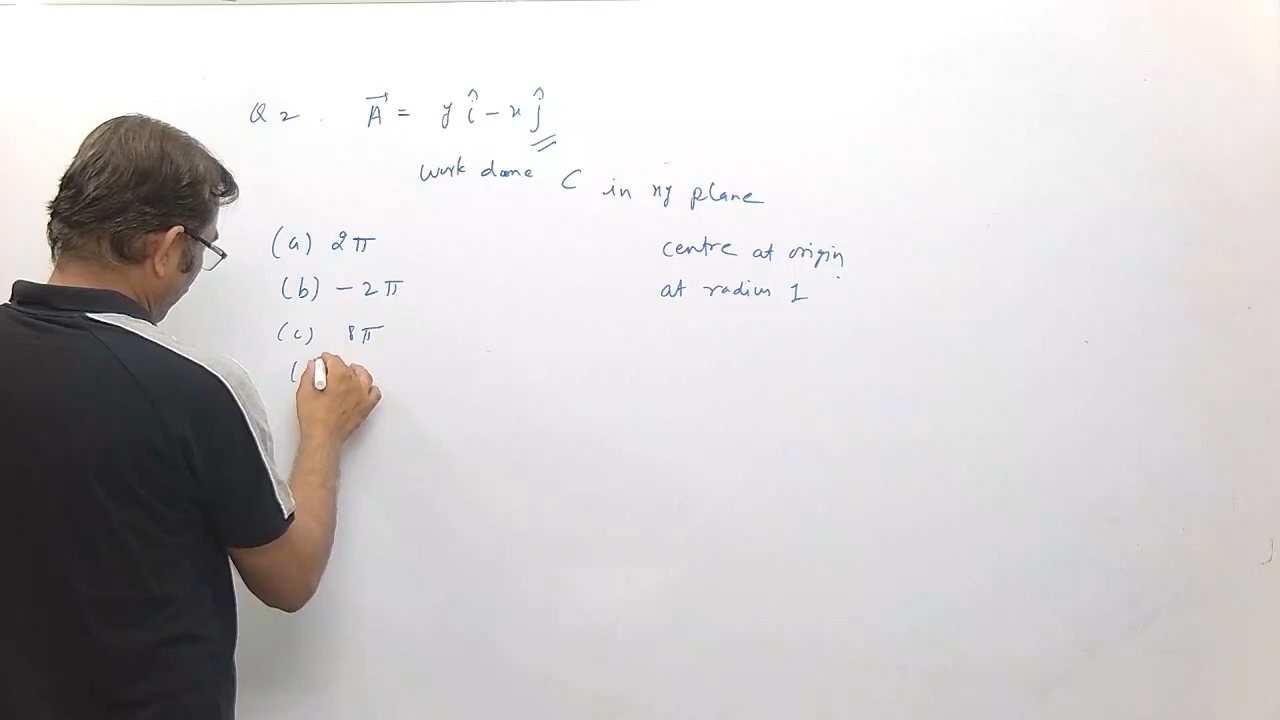 Q 2 . A⃗ = y î - x ĵ
work done C in xy plane
(a) 2π
(b) - 2π
(c) 8π
(
centre at origin
at radius 1